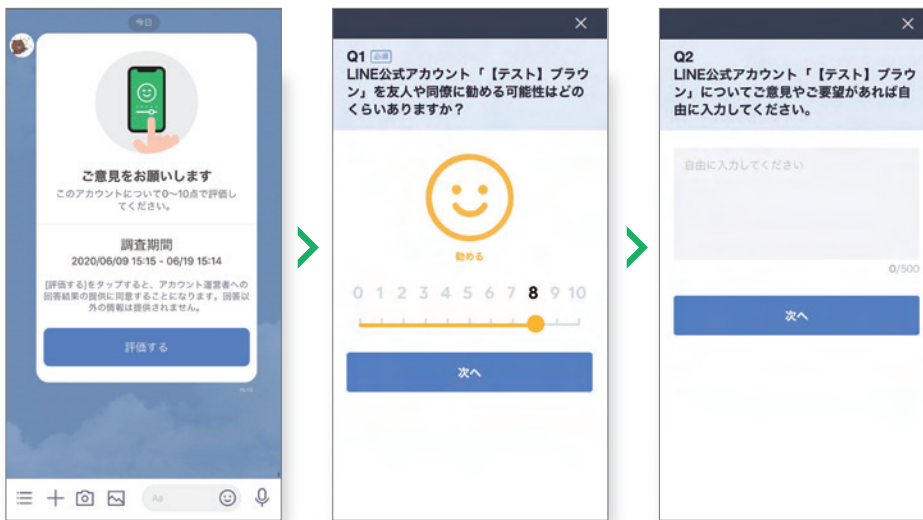 今日
ご意見をお願いします
このアカウントについて0〜10点で評価し
てください。
調査期間
2020/06/09 15:15 - 06/19 15:14
[評価する]をタップすると、アカウント運営者への
回答結果の提供に同意することになります。回答以
外の情報は提供されません。
評価する
15:15
Aa
Q1 必須
LINE公式アカウント「【テスト】ブラウ
ン」を友人や同僚に勧める可能性はどの
くらいありますか?
勧める
0 1 2 3 4 5 6 7 8 9 10
次へ
Q2
LINE公式アカウント「【テスト】ブラウ
ン」についてご意見やご要望があれば自
由に入力してください。
自由に入力してください
0/500
次へ